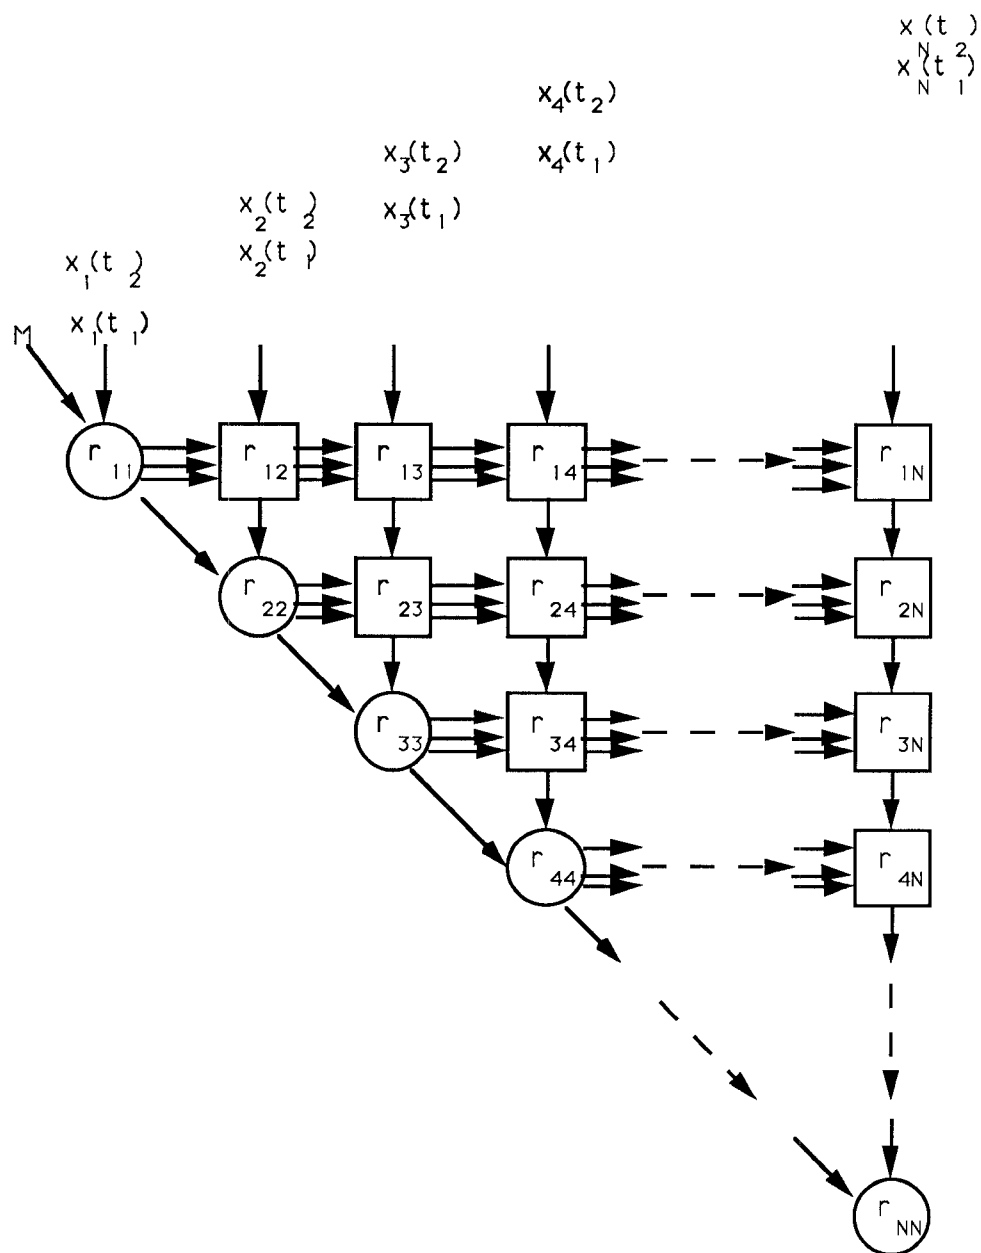 x_N(t_2)
x_N(t_1)
x_4(t_2)
x_3(t_2) x_4(t_1)
x_2(t_2) x_3(t_1)
x_2(t_1)
x_1(t_2)
M x_1(t_1)
r_11 r_12 r_13 r_14 r_1N
r_22 r_23 r_24 r_2N
r_33 r_34 r_3N
r_44 r_4N
r_NN